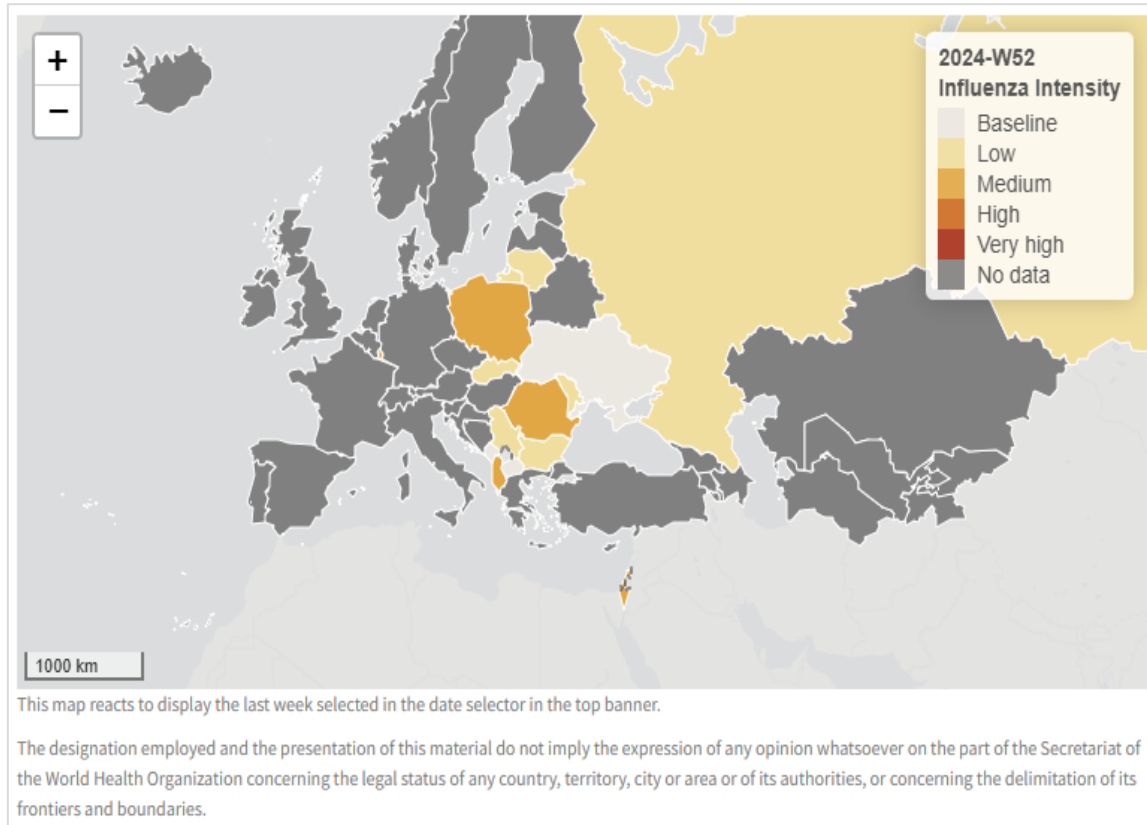 +
−
2024-W52
Influenza Intensity
Baseline
Low
Medium
High
Very high
No data
1000 km
This map reacts to display the last week selected in the date selector in the top banner.
The designation employed and the presentation of this material do not imply the expression of any opinion whatsoever on the part of the Secretariat of
the World Health Organization concerning the legal status of any country, territory, city or area or of its authorities, or concerning the delimitation of its
frontiers and boundaries.